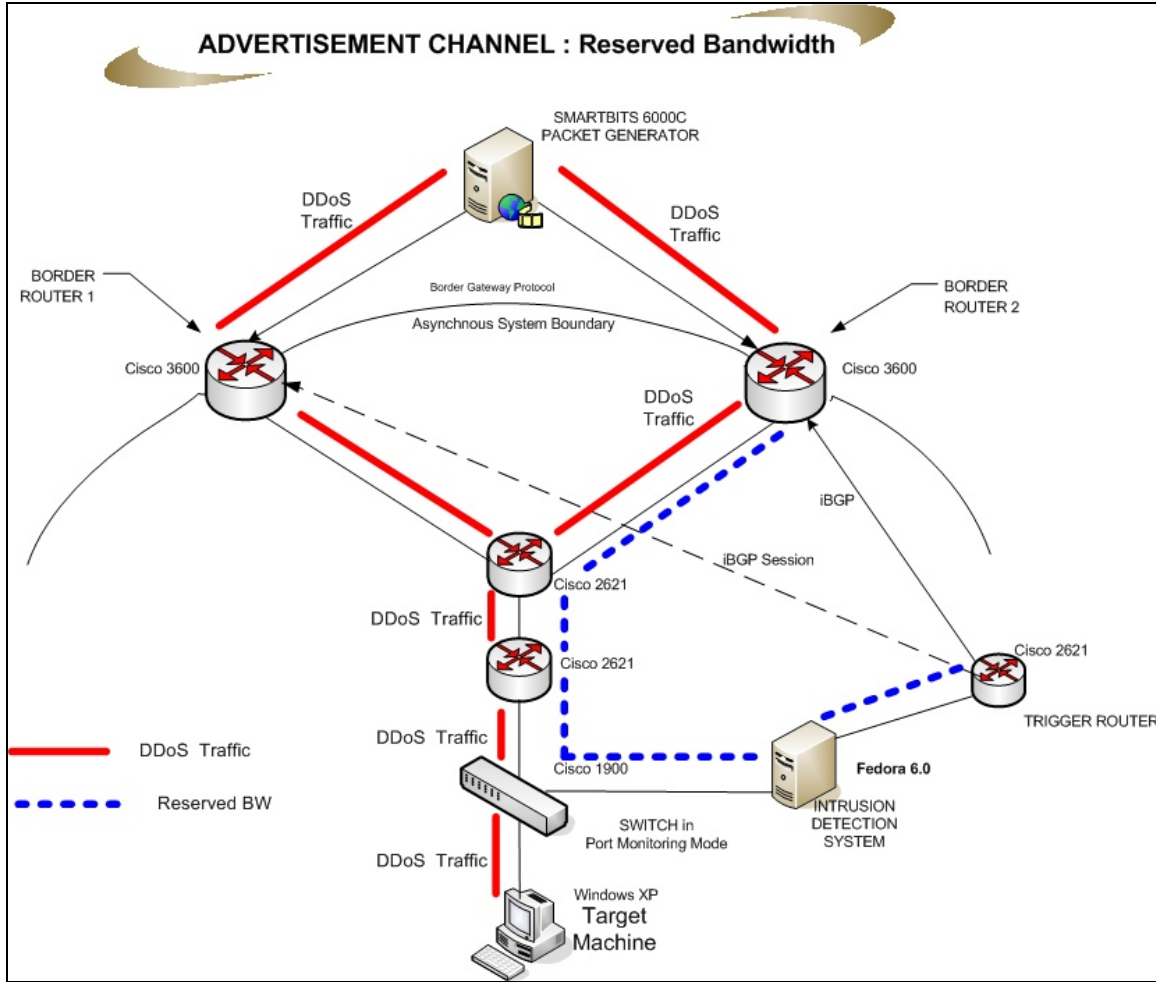 ADVERTISEMENT CHANNEL : Reserved Bandwidth
SMARTBITS 6000C
PACKET GENERATOR
DDoS
Traffic
DDoS
Traffic
BORDER
ROUTER 1
Border Gateway Protocol
Asynchnous System Boundary
BORDER
ROUTER 2
Cisco 3600
Cisco 3600
DDoS
Traffic
iBGP
iBGP Session
Cisco 2621
DDoS Traffic
Cisco 2621
Cisco 2621
TRIGGER ROUTER
DDoS Traffic
DDoS Traffic
Cisco 1900
Fedora 6.0
Reserved BW
INTRUSION
DETECTION
SYSTEM
SWITCH in
Port Monitoring Mode
DDoS Traffic
Windows XP
Target
Machine